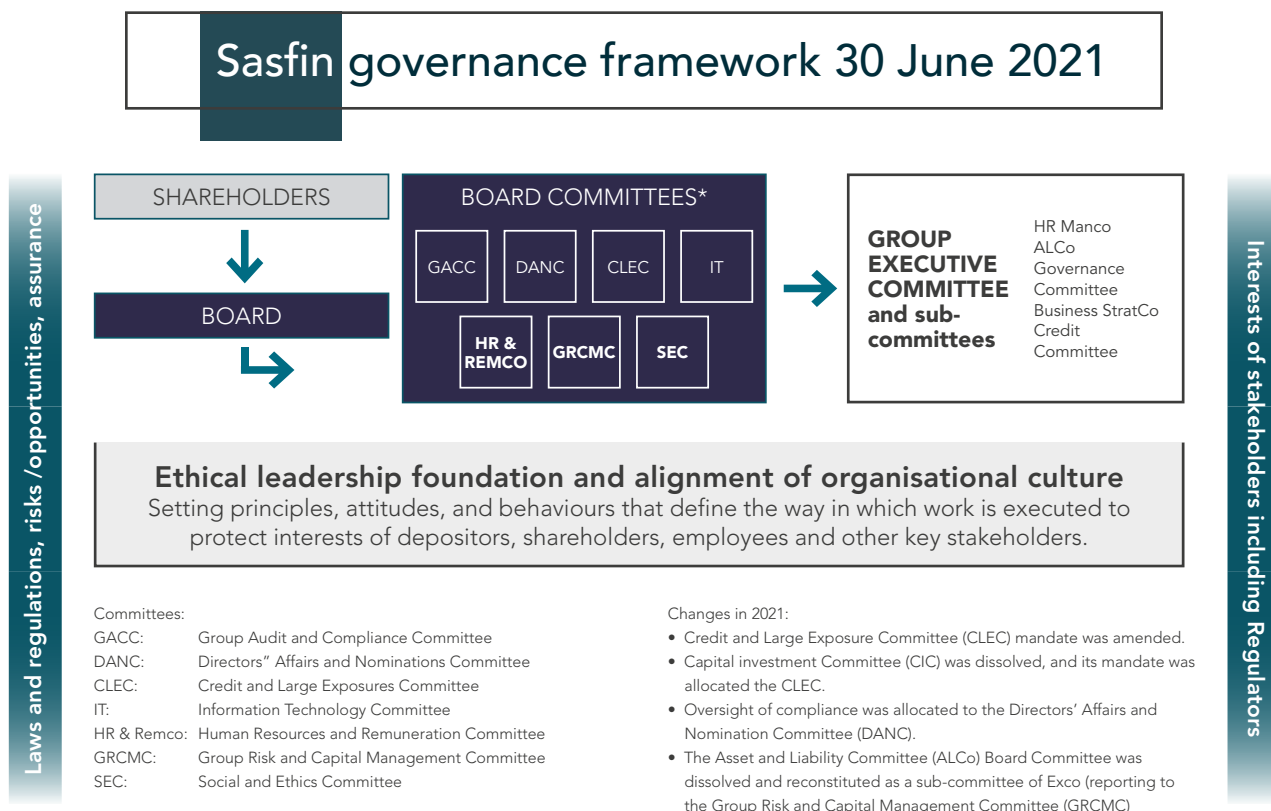 Sasfin governance framework 30 June 2021
Laws and regulations, risks /opportunities, assurance
SHAREHOLDERS
BOARD
BOARD COMMITTEES*
GACC
DANC
CLEC
IT
HR &
REMCO
GRCMC
SEC
GROUP
EXECUTIVE
COMMITTEE
and sub-
committees
HR Manco
ALCo
Governance
Committee
Business StratCo
Credit
Committee
Interests of stakeholders including Regulators
Ethical leadership foundation and alignment of organisational culture
Setting principles, attitudes, and behaviours that define the way in which work is executed to
protect interests of depositors, shareholders, employees and other key stakeholders.
Committees:
GACC: Group Audit and Compliance Committee
DANC: Directors” Affairs and Nominations Committee
CLEC: Credit and Large Exposures Committee
IT: Information Technology Committee
HR & Remco: Human Resources and Remuneration Committee
GRCMC: Group Risk and Capital Management Committee
SEC: Social and Ethics Committee
Changes in 2021:
• Credit and Large Exposure Committee (CLEC) mandate was amended.
• Capital investment Committee (CIC) was dissolved, and its mandate was
allocated the CLEC.
• Oversight of compliance was allocated to the Directors’ Affairs and
Nomination Committee (DANC).
• The Asset and Liability Committee (ALCo) Board Committee was
dissolved and reconstituted as a sub-committee of Exco (reporting to
the Group Risk and Capital Management Committee (GRCMC)